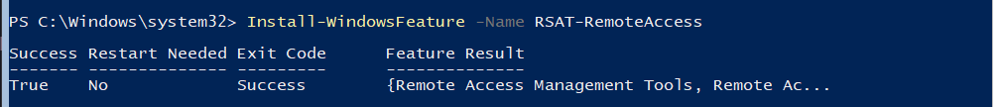 PS C:\Windows\system32> Install-WindowsFeature -Name RSAT-RemoteAccess
Success Restart Needed Exit Code      Feature Result
------- -------------- ---------      --------------
True    No             Success        {Remote Access Management Tools, Remote Ac...